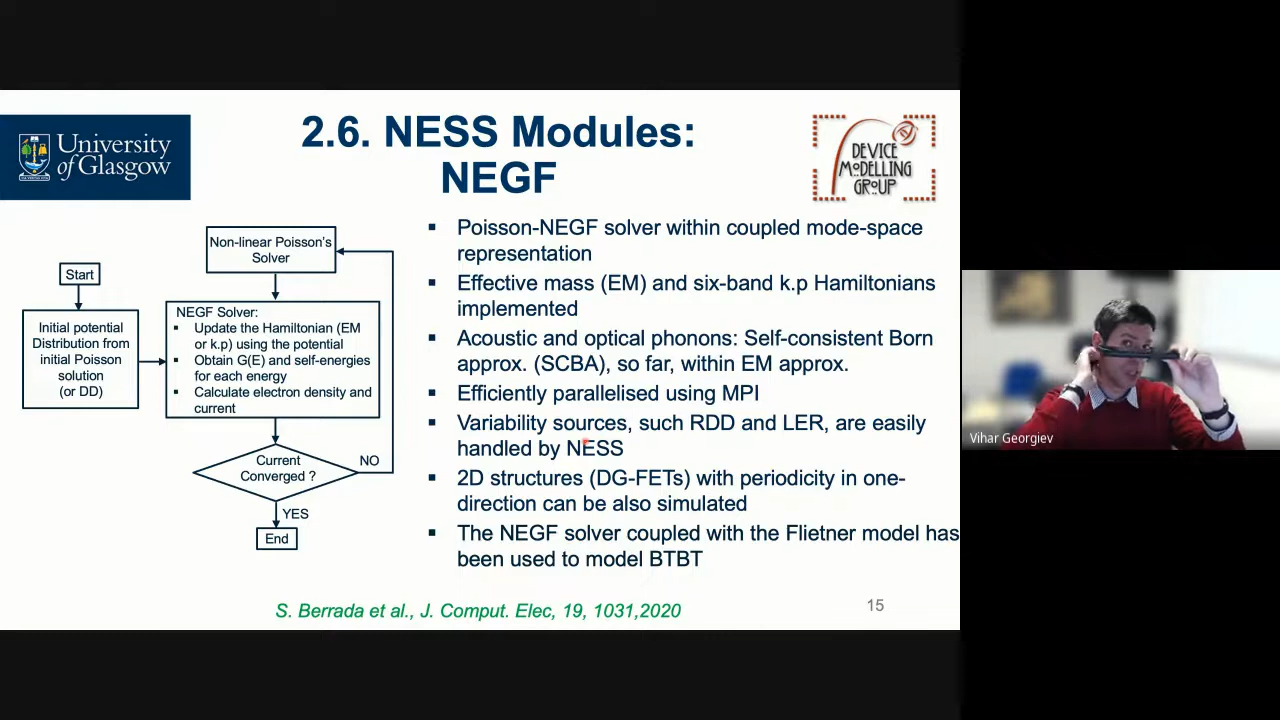 University
of Glasgow
2.6. NESS Modules:
NEGF
DEVICE
MODELLING
GROUP
Start
Initial potential
Distribution from
initial Poisson
solution
(or DD)
Non-linear Poisson's
Solver
NEGF Solver:
▪ Update the Hamiltonian (EM
or k.p) using the potential
▪ Obtain G(E) and self-energies
for each energy
▪ Calculate electron density and
current
Current
Converged ?
NO
YES
End
▪ Poisson-NEGF solver within coupled mode-space
representation
▪ Effective mass (EM) and six-band k.p Hamiltonians
implemented
▪ Acoustic and optical phonons: Self-consistent Born
approx. (SCBA), so far, within EM approx.
▪ Efficiently parallelised using MPI
▪ Variability sources, such RDD and LER, are easily
handled by NESS
▪ 2D structures (DG-FETs) with periodicity in one-
direction can be also simulated
▪ The NEGF solver coupled with the Flietner model has
been used to model BTBT
S. Berrada et al., J. Comput. Elec, 19, 1031,2020
15
Vihar Georgiev